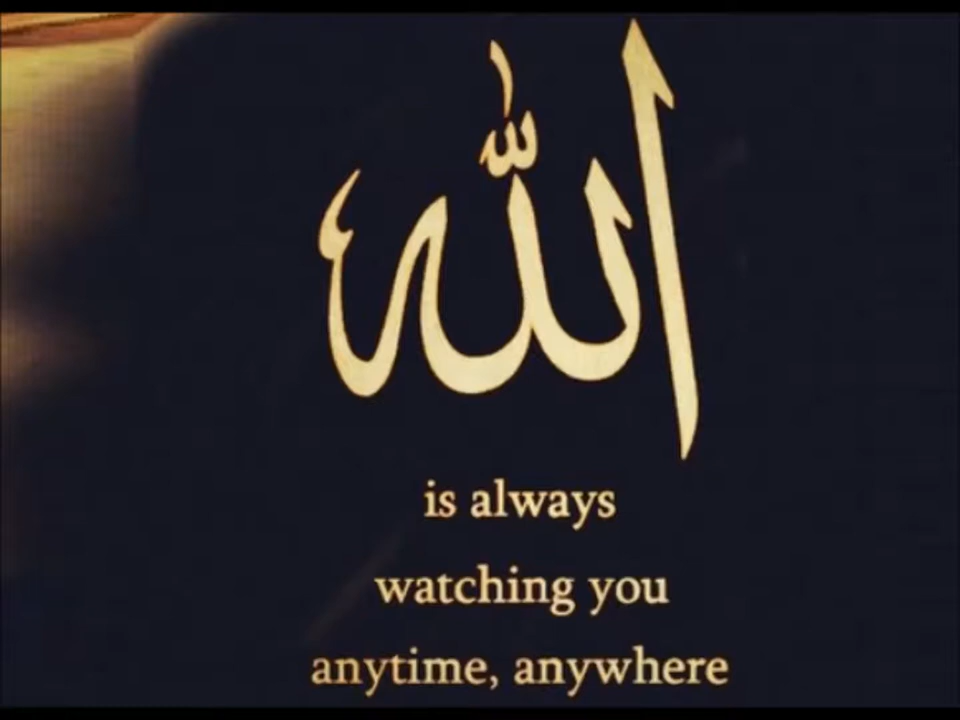 الله
is always
watching you
anytime, anywhere